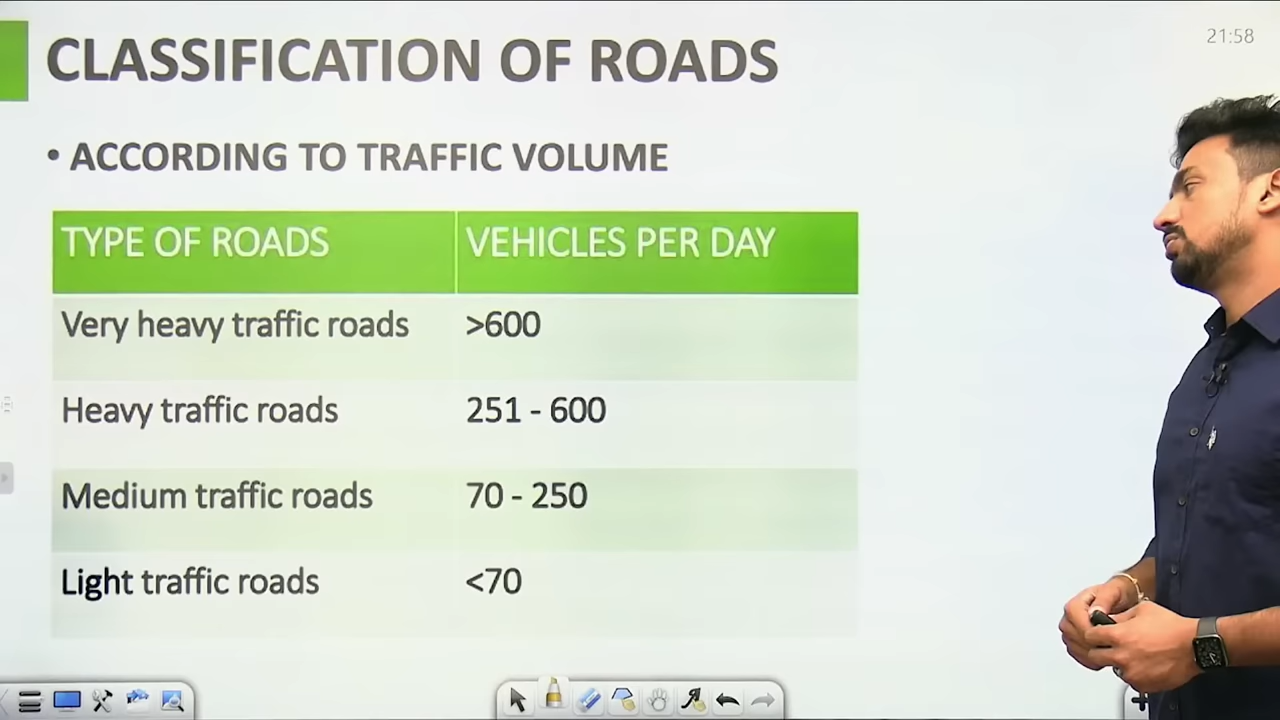 CLASSIFICATION OF ROADS
21:58
• ACCORDING TO TRAFFIC VOLUME
TYPE OF ROADS VEHICLES PER DAY
Very heavy traffic roads >600
Heavy traffic roads 251 - 600
Medium traffic roads 70 - 250
Light traffic roads <70